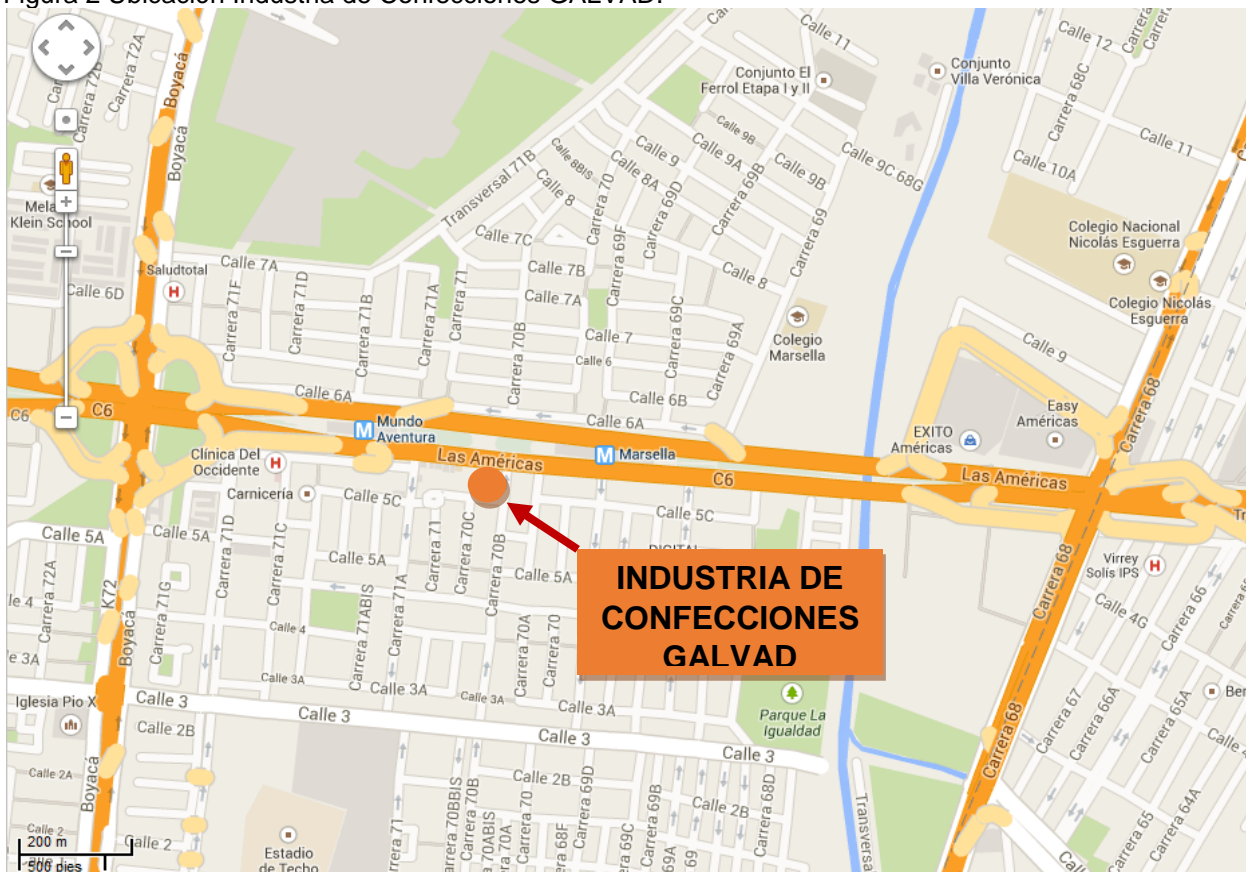 Figura 2 Ubicación Industria de Confecciones GALVAD.
Carrera 72A
Carrera 72B
Boyacá
Calle 11
Calle 12
Carrera 68C
Conjunto El
Ferrol Etapa I y II
Conjunto
Villa Verónica
Calle 11
Calle 10A
Boyacá
Transversal 71B
Calle 8BIS
Calle 9
Calle 9A
Calle 9B
Calle 9B
Calle 9C
68G
Calle 8A
Calle 8
Carrera 70
Carrera 69D
Carrera 69B
Carrera 69
Klein School
Colegio Nacional
Nicolás Esguerra
Calle 7C
Carrera 69F
Calle 7A
Saludtotal
Calle 6D
Calle 7B
Calle 7A
Calle 8
Colegio Nicolás
Esguerra
Carrera 71F
Carrera 71D
Carrera 71B
Carrera 71A
Carrera 71
Carrera 70B
Carrera 69C
Carrera 69A
Calle 7
Calle 6
Colegio
Marsella
Calle 9
Calle 6A
Calle 6B
Carrera 68
C6
C6
Mundo
Aventura
Calle 6A
EXITO
Américas
Easy
Américas
Clínica Del
Occidente
Las Américas
Marsella
C6
Las Américas
Carnicería
Calle 5C
Calle 5C
Calle 5A
Calle 5A
Calle 5A
Calle 5A
Carrera 71D
Carrera 71C
Carrera 71
Carrera 70C
Carrera 70B
Virrey
Solís IPS
INDUSTRIA DE
CONFECCIONES
GALVAD
Carrera 72A
K72
Carrera 71G
Carrera 71ABIS
Carrera 71A
Carrera 70A
Carrera 70
Carrera 68
Calle 4G
Carrera 66
Calle 4
Boyacá
Calle 3A
Calle 3A
Calle 3A
Calle 3A
Iglesia Pio X
Calle 3
Calle 3
Calle 3
Calle 3
Parque La
Igualdad
Carrera 67
Carrera 66A
Carrera 65A
Calle 2B
Calle 2A
Boyacá
Calle 2B
Calle 2B
Carrera 68
Carrera 70BBIS
Carrera 70B
Carrera 70
Carrera 70A
Carrera 69D
Carrera 68F
Carrera 69C
Carrera 69B
Carrera 68D
69A
69
Carrera 65
Carrera 64A
Calle 2
Calle 2
200 m
500 pies
Estadio
de Techo